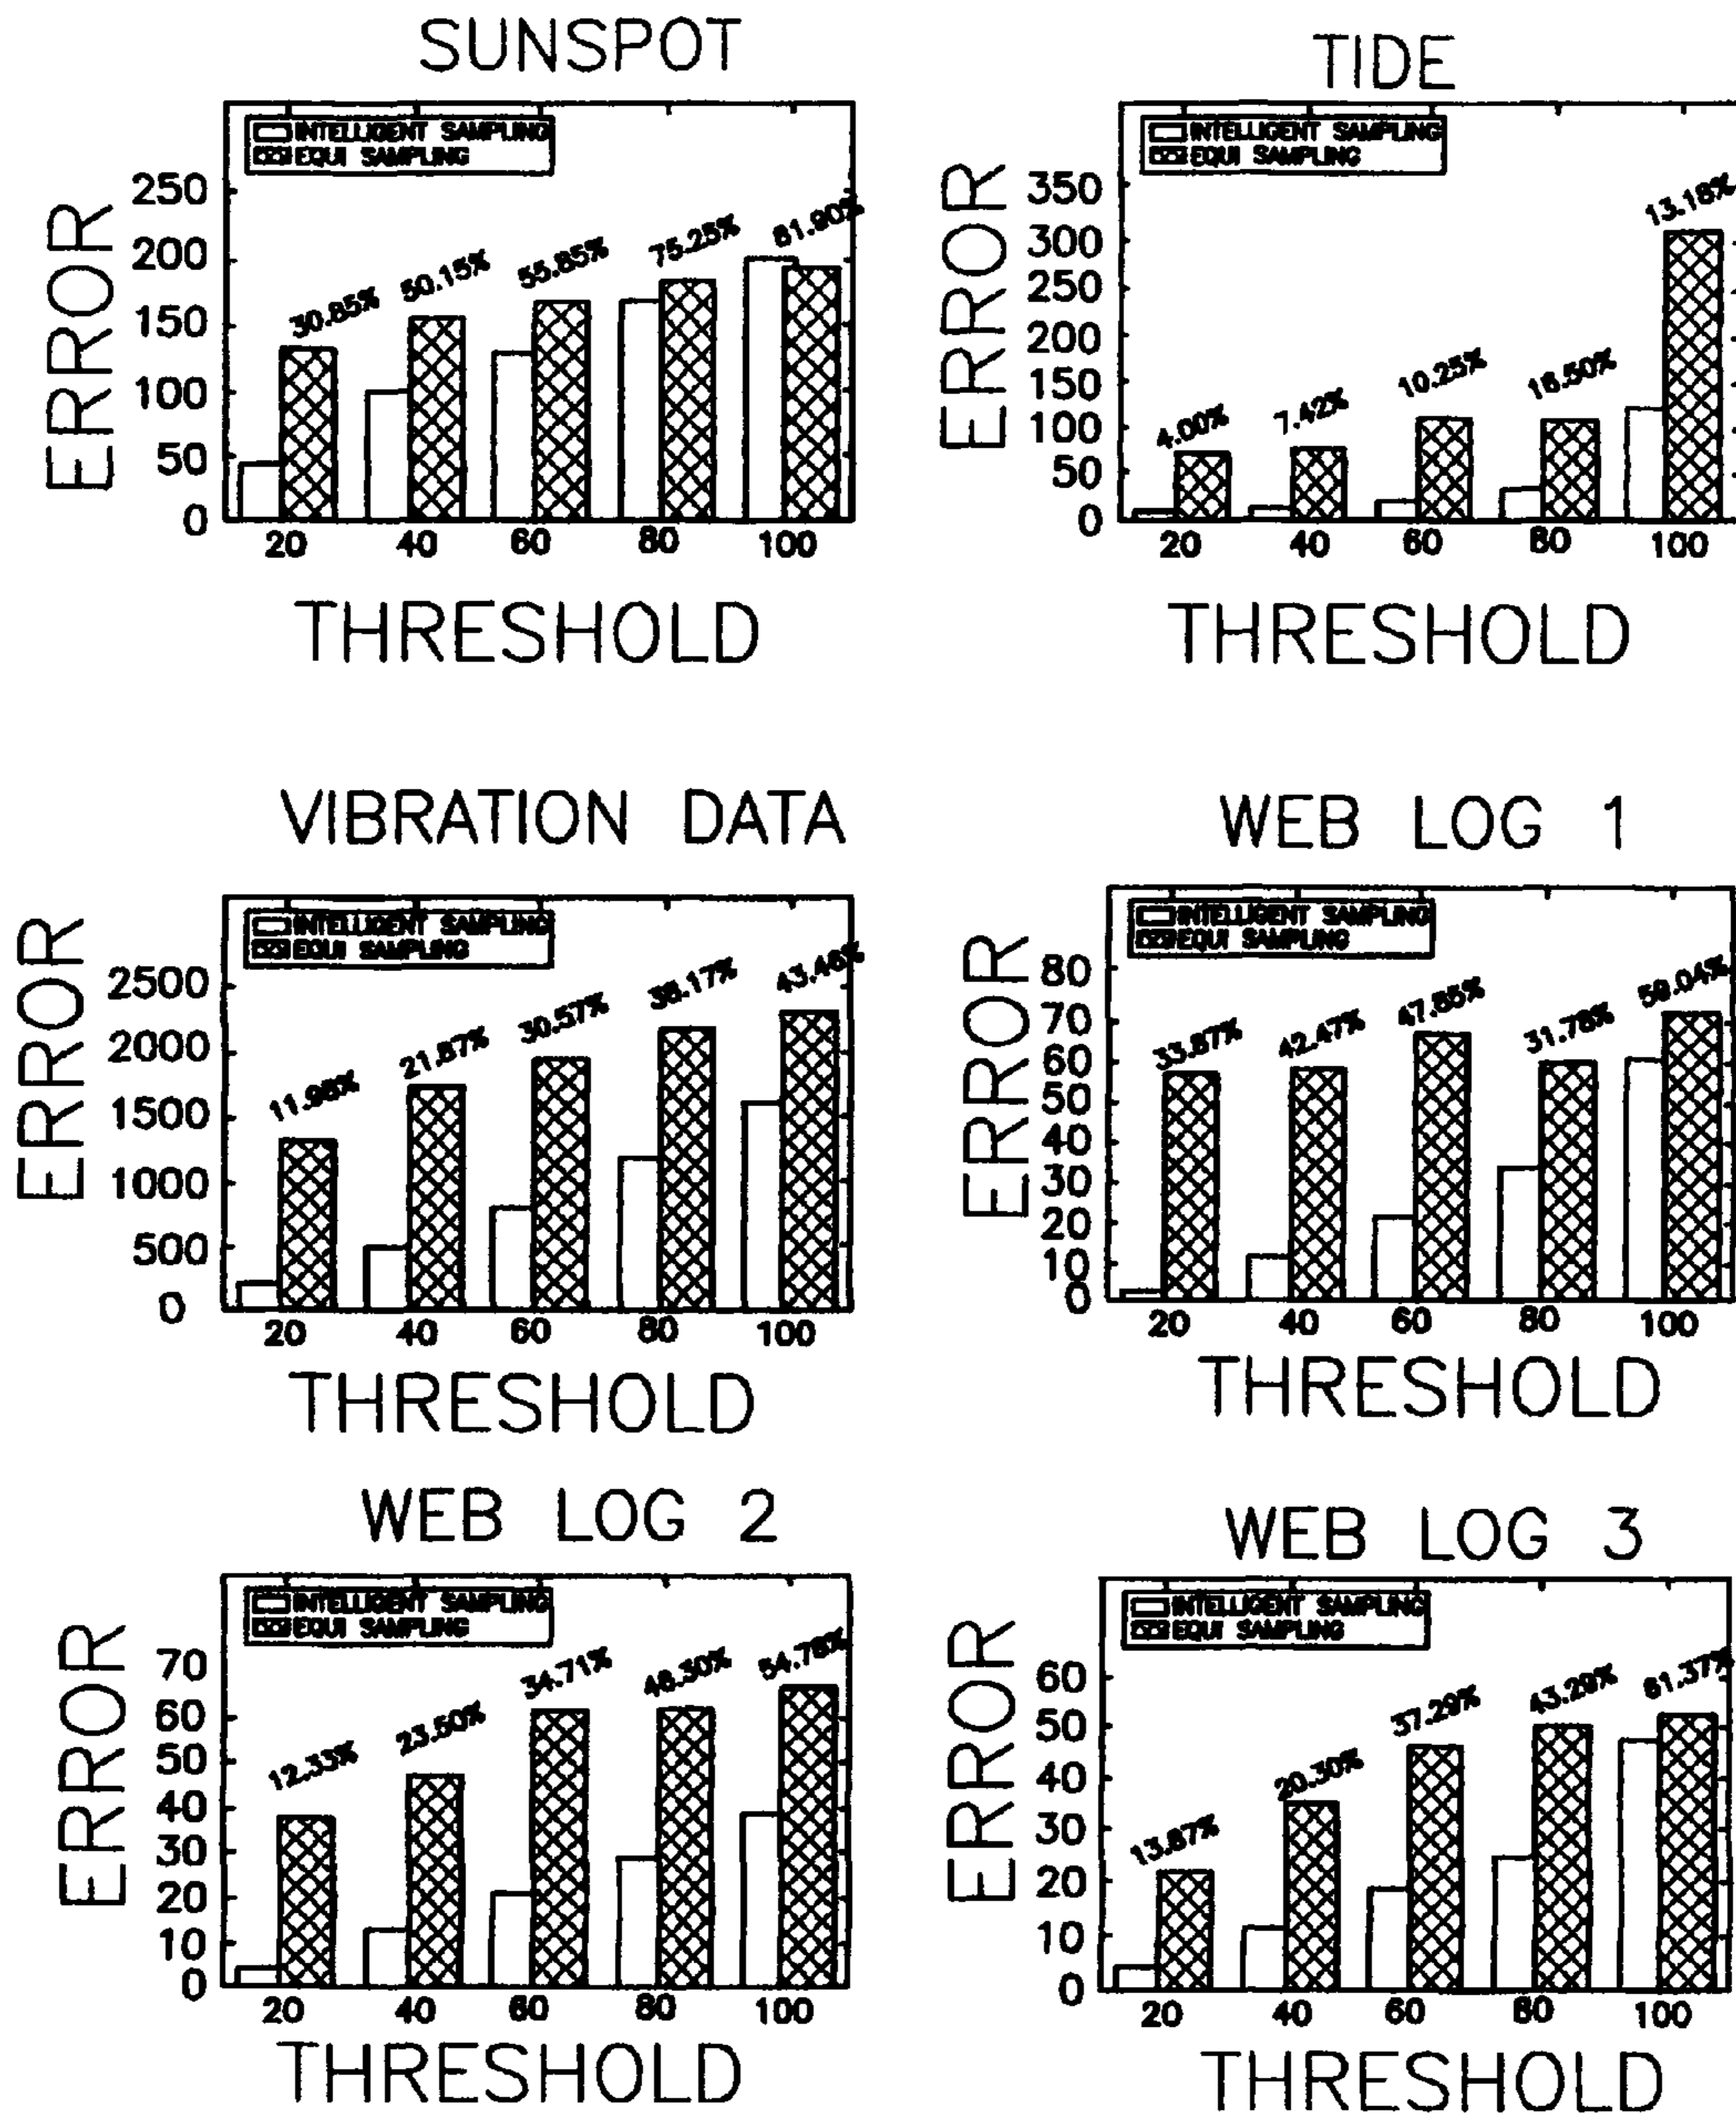 SUNSPOT
INTELLIGENT SAMPLING
EQUI SAMPLING
ERROR
250
200
150
100
50
0
30.85%
50.15%
55.85%
75.25%
81.90%
20 40 60 80 100
THRESHOLD
TIDE
INTELLIGENT SAMPLING
EQUI SAMPLING
ERROR
350
300
250
200
150
100
50
0
4.00%
7.42%
10.25%
16.50%
13.18%
20 40 60 80 100
THRESHOLD
VIBRATION DATA
INTELLIGENT SAMPLING
EQUI SAMPLING
ERROR
2500
2000
1500
1000
500
0
21.87%
30.57%
38.17%
43.46%
20 40 60 80 100
THRESHOLD
WEB LOG 1
INTELLIGENT SAMPLING
EQUI SAMPLING
ERROR
80
70
60
50
40
30
20
10
0
33.87%
42.47%
47.85%
31.78%
20 40 60 80 100
THRESHOLD
WEB LOG 2
INTELLIGENT SAMPLING
EQUI SAMPLING
ERROR
70
60
50
40
30
20
10
0
12.33%
23.50%
34.71%
48.30%
54.78%
20 40 60 80 100
THRESHOLD
WEB LOG 3
INTELLIGENT SAMPLING
EQUI SAMPLING
ERROR
60
50
40
30
20
10
0
13.87%
20.30%
37.29%
43.29%
61.37%
20 40 60 80 100
THRESHOLD